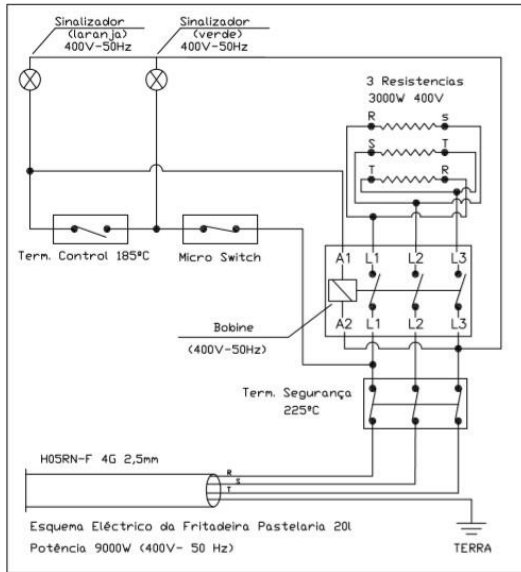 Sinalizador
(laranja)
400V-50Hz
Sinalizador
(verde)
400V-50Hz
3 Resistencias
3000W 400V
R s
S T
T R
Term. Control 185ºC
Micro Switch
A1 L1 L2 L3
A2 L1 L2 L3
Bobine
(400V-50Hz)
Term. Segurança
225ºC
H05RN-F 4G 2,5mm
R
S
T
Esquema Eléctrico da Fritadeira Pastelaria 20l
Potência 9000W (400V- 50 Hz)
TERRA